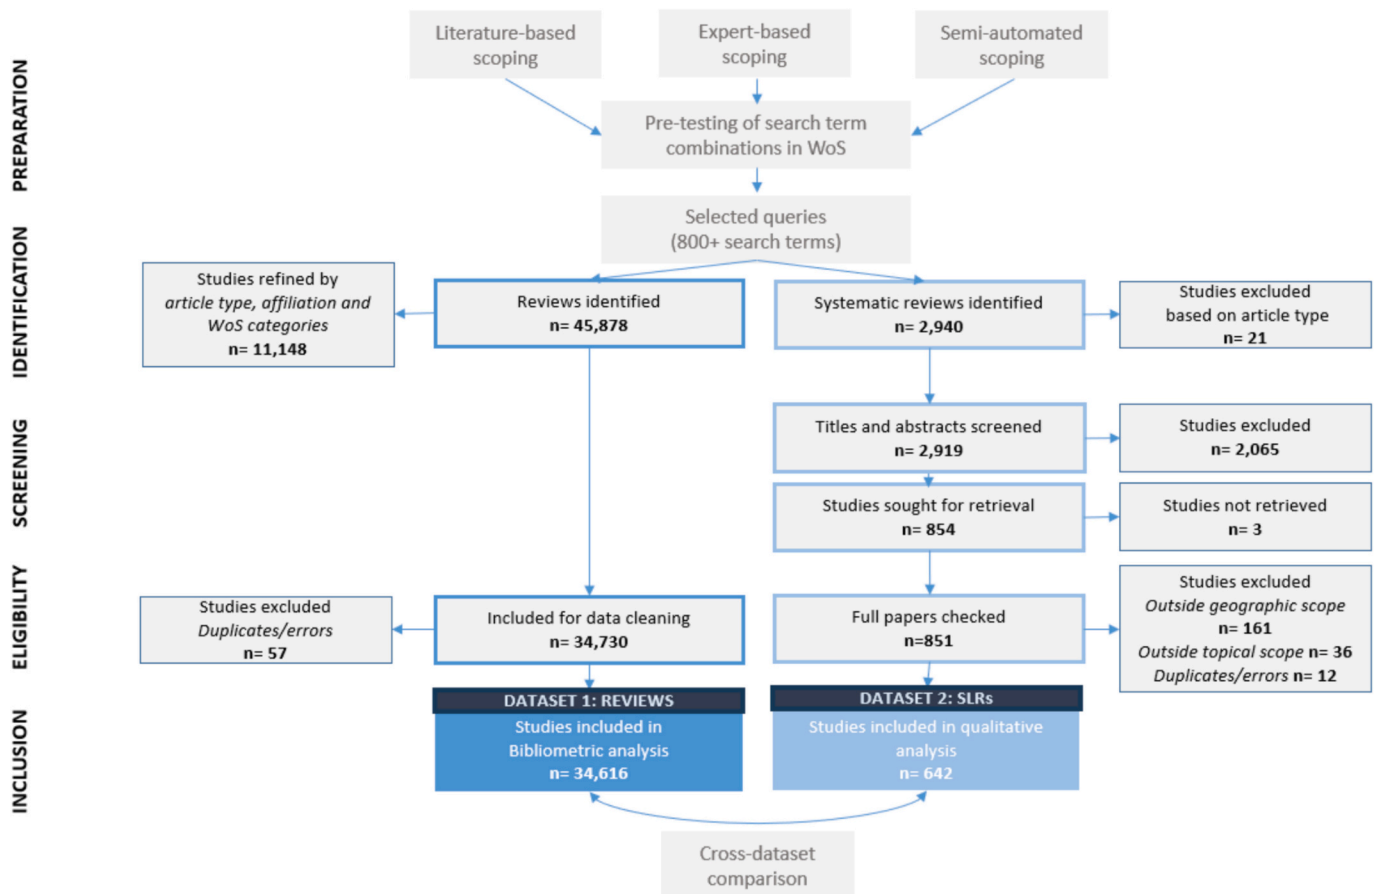 PREPARATION
Literature-based
scoping
Expert-based
scoping
Semi-automated
scoping
Pre-testing of search term
combinations in WoS
Selected queries
(800+ search terms)
IDENTIFICATION
Studies refined by
article type, affiliation and
WoS categories
n= 11,148
Reviews identified
n= 45,878
Systematic reviews identified
n= 2,940
Studies excluded
based on article type
n= 21
SCREENING
Titles and abstracts screened
n= 2,919
Studies excluded
n= 2,065
Studies sought for retrieval
n= 854
Studies not retrieved
n= 3
ELIGIBILITY
Studies excluded
Duplicates/errors
n= 57
Included for data cleaning
n= 34,730
Full papers checked
n=851
Studies excluded
Outside geographic scope
n= 161
Outside topical scope n= 36
Duplicates/errors n= 12
INCLUSION
DATASET 1: REVIEWS
Studies included in
Bibliometric analysis
n= 34,616
DATASET 2: SLRs
Studies included in qualitative
analysis
n= 642
Cross-dataset
comparison